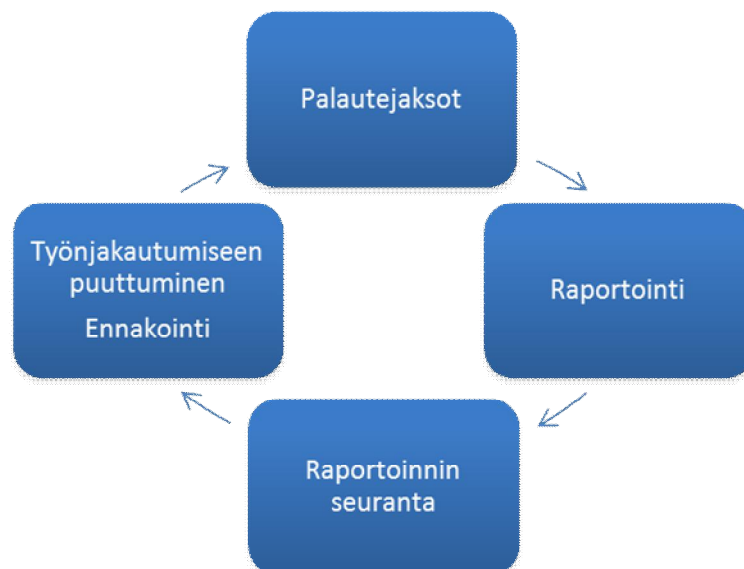 Palautejaksot
Raportointi
Raportoinnin
seuranta
Työnjakautumiseen
puuttuminen
Ennakointi